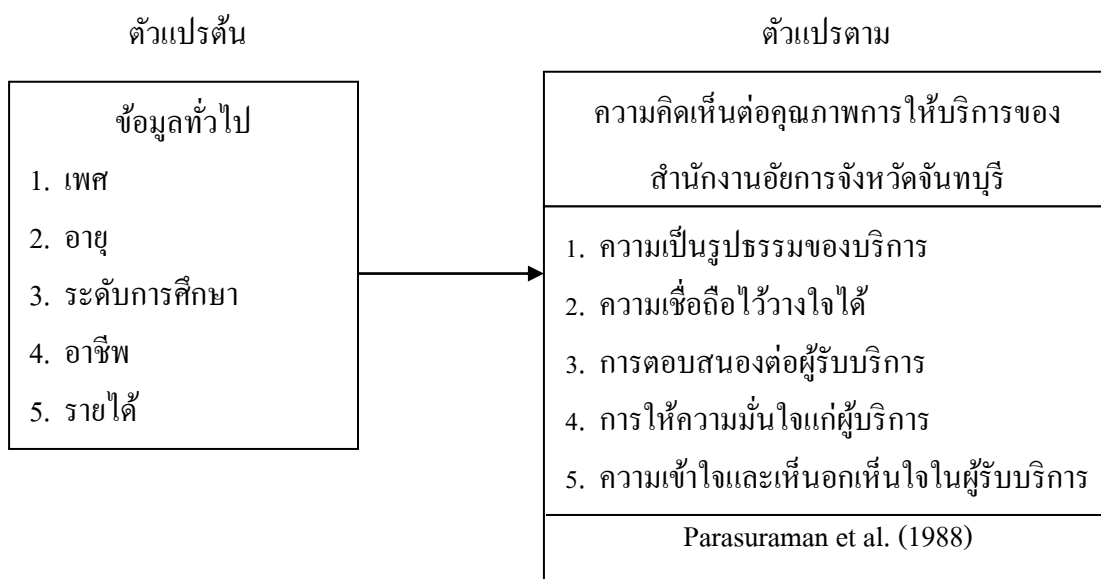 ตัวแปรต้น
ข้อมูลทั่วไป
1. เพศ
2. อายุ
3. ระดับการศึกษา
4. อาชีพ
5. รายได้
ตัวแปรตาม
ความคิดเห็นต่อคุณภาพการให้บริการของ
สำนักงานอัยการจังหวัดจันทบุรี
1. ความเป็นรูปธรรมของบริการ
2. ความเชื่อถือไว้วางใจได้
3. การตอบสนองต่อผู้รับบริการ
4. การให้ความมั่นใจแก่ผู้บริการ
5. ความเข้าใจและเห็นอกเห็นใจในผู้รับบริการ
Parasuraman et al. (1988)